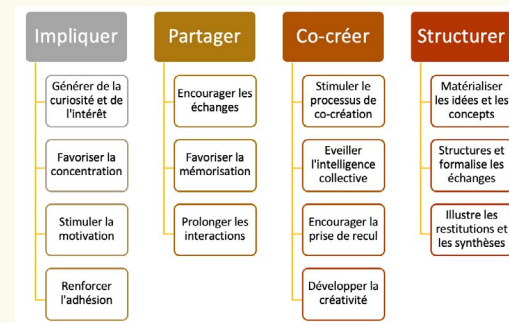 Impliquer
Générer de la
curiosité et de
l'intérêt
Favoriser la
concentration
Stimuler la
motivation
Renforcer
l'adhésion
Partager
Encourager les
échanges
Favoriser la
mémorisation
Prolonger les
interactions
Co-créer
Stimuler le
processus de
co-création
Eveiller
l'intelligence
collective
Encourager la
prise de recul
Développer la
créativité
Structurer
Matérialiser
les idées et les
concepts
Structures et
formalise les
échanges
Illustre les
restitutions et
les synthèses